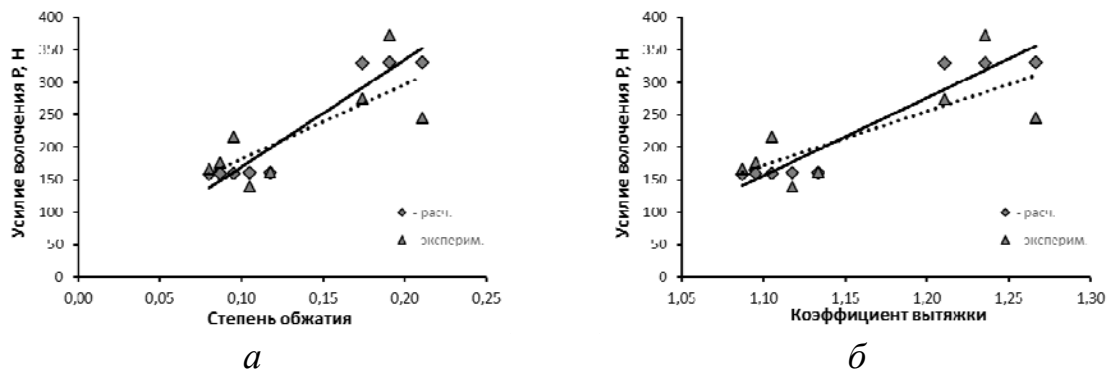 400
350
300
250
200
150
100
50
0
Усилие волочения P, Н
- расч.
эксперим.
0,00 0,05 0,10 0,15 0,20 0,25
Степень обжатия
а
400
350
300
250
200
150
100
50
0
Усилие волочения P, Н
- расч.
эксперим.
1,05 1,10 1,15 1,20 1,25 1,30
Коэффициент вытяжки
б